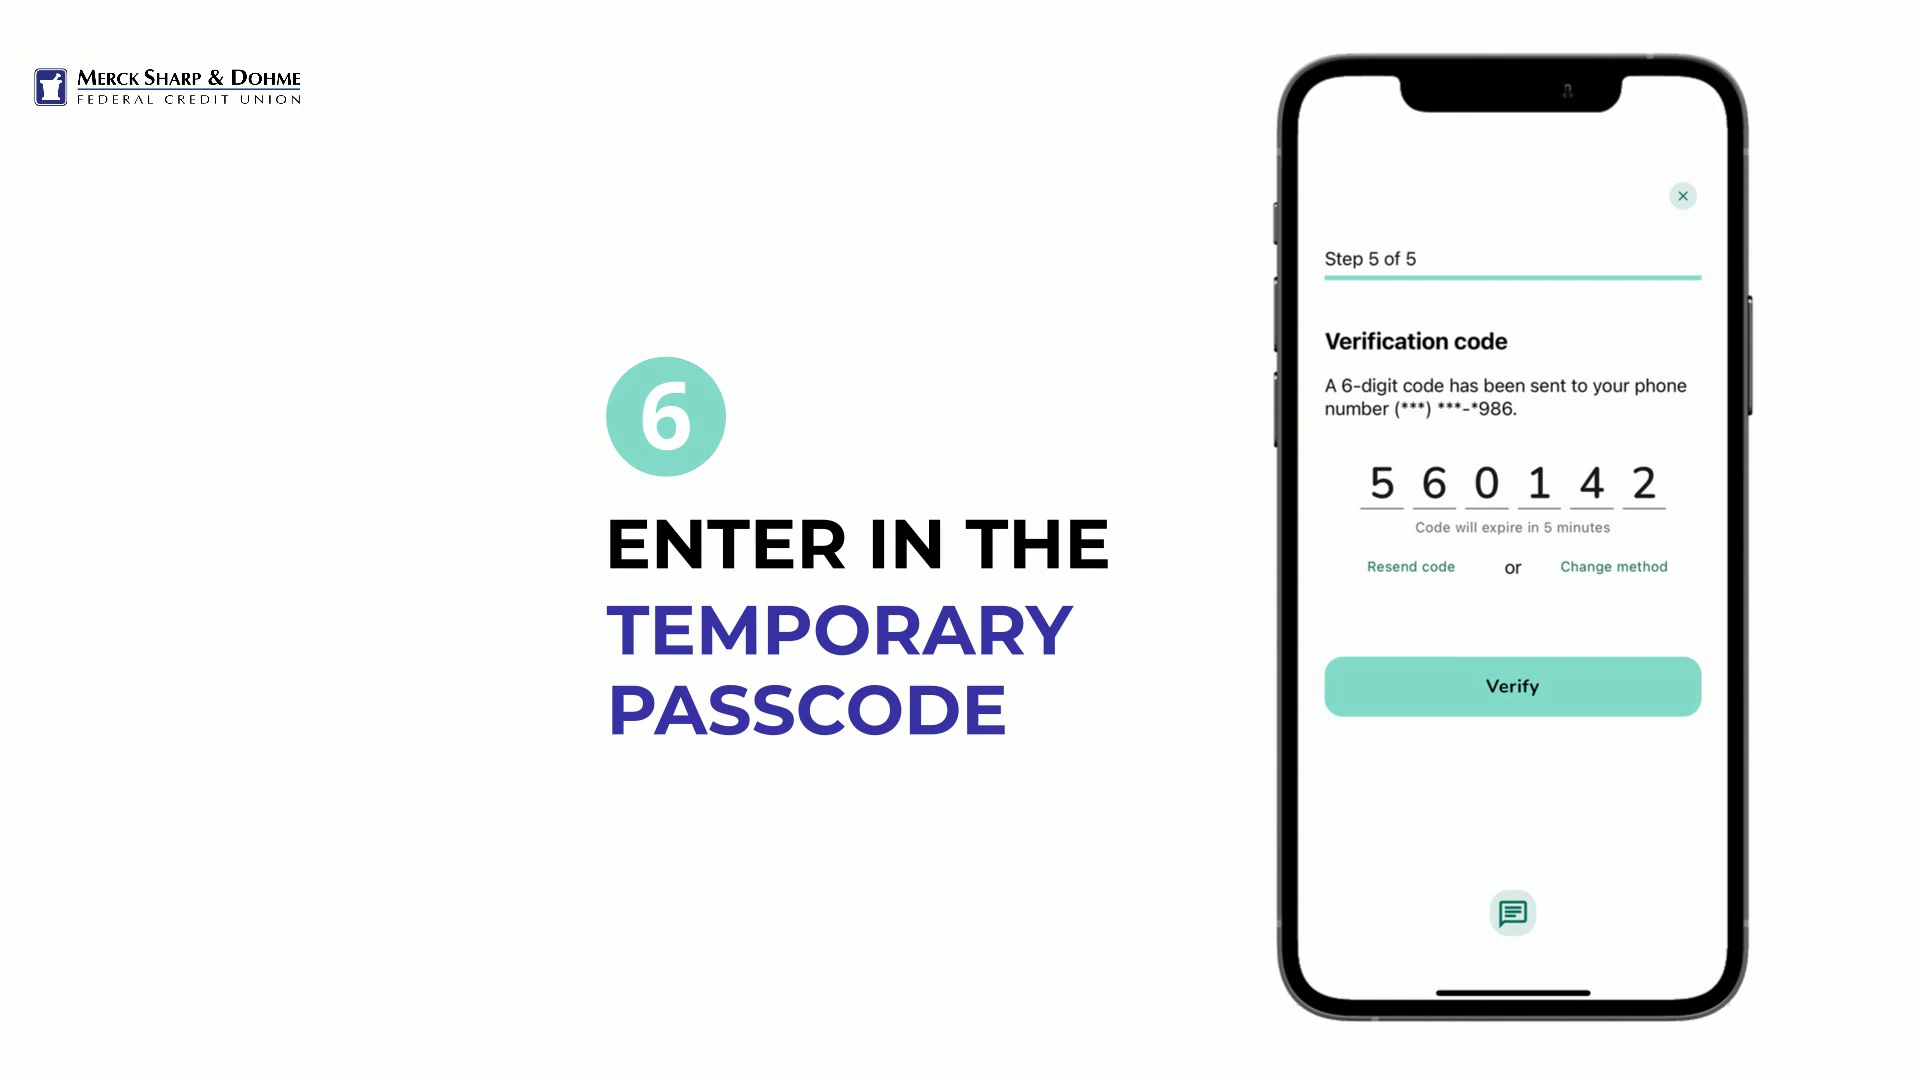 MERCK SHARP & DOHME
FEDERAL CREDIT UNION
6
ENTER IN THE
TEMPORARY
PASSCODE
Step 5 of 5
Verification code
A 6-digit code has been sent to your phone
number (***) ***-*986.
5 6 0 1 4 2
Code will expire in 5 minutes
Resend code or Change method
Verify